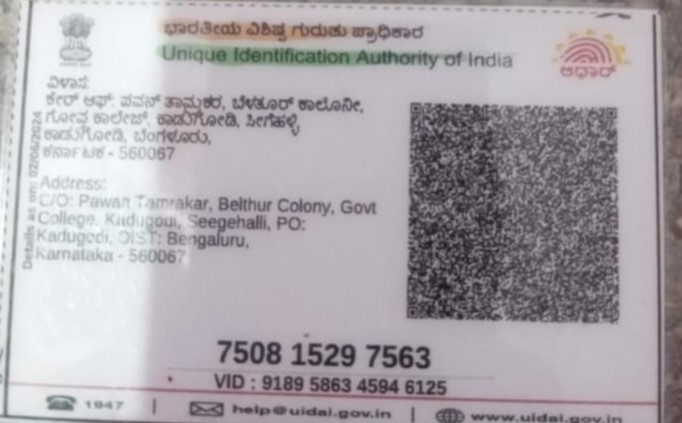 ಭಾರತೀಯ ವಿಶಿಷ್ಟ ಗುರುತು ಪ್ರಾಧಿಕಾರ
Unique Identification Authority of India
ಆಧಾರ್
ವಿಳಾಸ:
ಕೇರ್ ಆಫ್: ಪವನ್ ತಾಮ್ರಕರ, ಬೆಳತೂರ್ ಕಾಲೋನೀ,
ಗೋವ ಕಾಲೇಜ್, ಕಾಡುಗೋಡಿ, ಸೀಗೆಹಳ್ಳಿ
ಕಾಡುಗೋಡಿ, ಬೆಂಗಳೂರು,
ಕರ್ನಾಟಕ - 560067
Details as on: 02/06/2024
Address:
C/O: Pawan Tamrakar, Belthur Colony, Govt
College, Kadugodi, Seegehalli, PO:
Kadugodi, DIST: Bengaluru,
Karnataka - 560067
7508 1529 7563
VID : 9189 5863 4594 6125
1947 | help@uidai.gov.in | www.uidai.gov.in